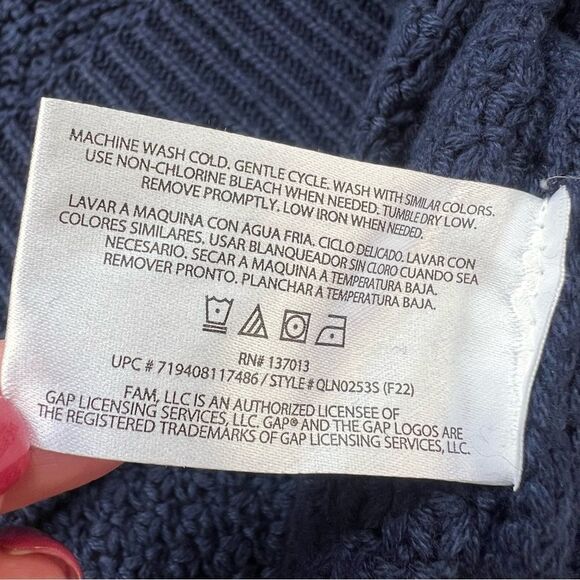 MACHINE WASH COLD. GENTLE CYCLE. WASH WITH SIMILAR COLORS.
USE NON-CHLORINE BLEACH WHEN NEEDED. TUMBLE DRY LOW.
REMOVE PROMPTLY. LOW IRON WHEN NEEDED.
LAVAR A MAQUINA CON AGUA FRIA. CICLO DELICADO. LAVAR CON
COLORES SIMILARES. USAR BLANQUEADOR SIN CLORO CUANDO SEA
NECESARIO. SECAR A MAQUINA A TEMPERATURA BAJA.
REMOVER PRONTO. PLANCHAR A TEMPERATURA BAJA.
RN# 137013
UPC # 719408117486 / STYLE # QLN0253S (F22)
FAM, LLC IS AN AUTHORIZED LICENSEE OF
GAP LICENSING SERVICES, LLC. GAP® AND THE GAP LOGOS ARE
THE REGISTERED TRADEMARKS OF GAP LICENSING SERVICES, LLC.